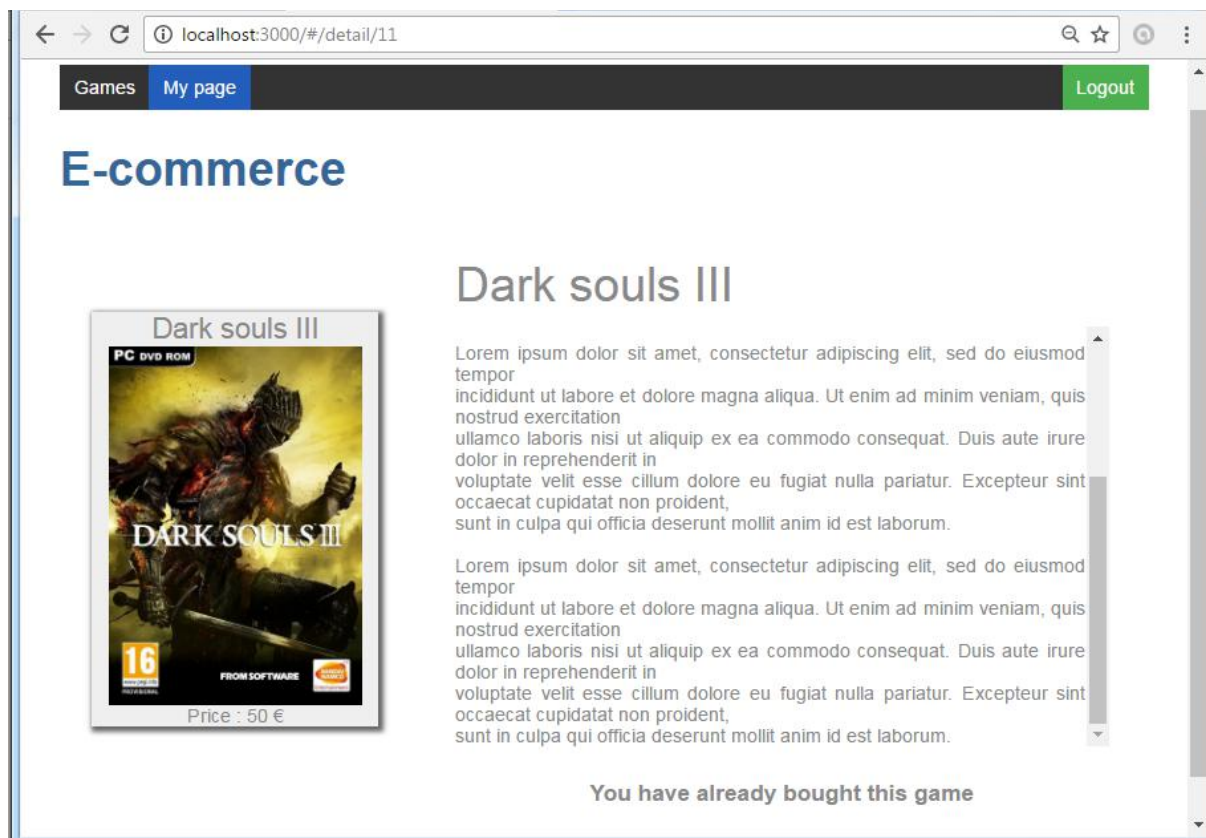 localhost:3000/#/detail/11
Games My page Logout
E-commerce
Dark souls III
Dark souls III
PC DVD ROM
DARK SOULS III
16
www.pegi.info
PROVISIONAL
FROM SOFTWARE
BANDAI
NAMCO
Price : 50 €
Lorem ipsum dolor sit amet, consectetur adipiscing elit, sed do eiusmod
tempor
incididunt ut labore et dolore magna aliqua. Ut enim ad minim veniam, quis
nostrud exercitation
ullamco laboris nisi ut aliquip ex ea commodo consequat. Duis aute irure
dolor in reprehenderit in
voluptate velit esse cillum dolore eu fugiat nulla pariatur. Excepteur sint
occaecat cupidatat non proident,
sunt in culpa qui officia deserunt mollit anim id est laborum.
Lorem ipsum dolor sit amet, consectetur adipiscing elit, sed do eiusmod
tempor
incididunt ut labore et dolore magna aliqua. Ut enim ad minim veniam, quis
nostrud exercitation
ullamco laboris nisi ut aliquip ex ea commodo consequat. Duis aute irure
dolor in reprehenderit in
voluptate velit esse cillum dolore eu fugiat nulla pariatur. Excepteur sint
occaecat cupidatat non proident,
sunt in culpa qui officia deserunt mollit anim id est laborum.
You have already bought this game